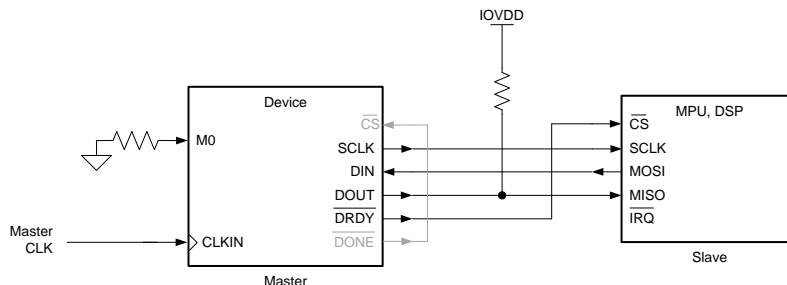 IOVDD
Device
MPU, DSP
M0
CS
CS
SCLK
SCLK
DIN
MOSI
DOUT
MISO
DRDY
IRQ
Master
CLK
CLKIN
DONE
Master
Slave